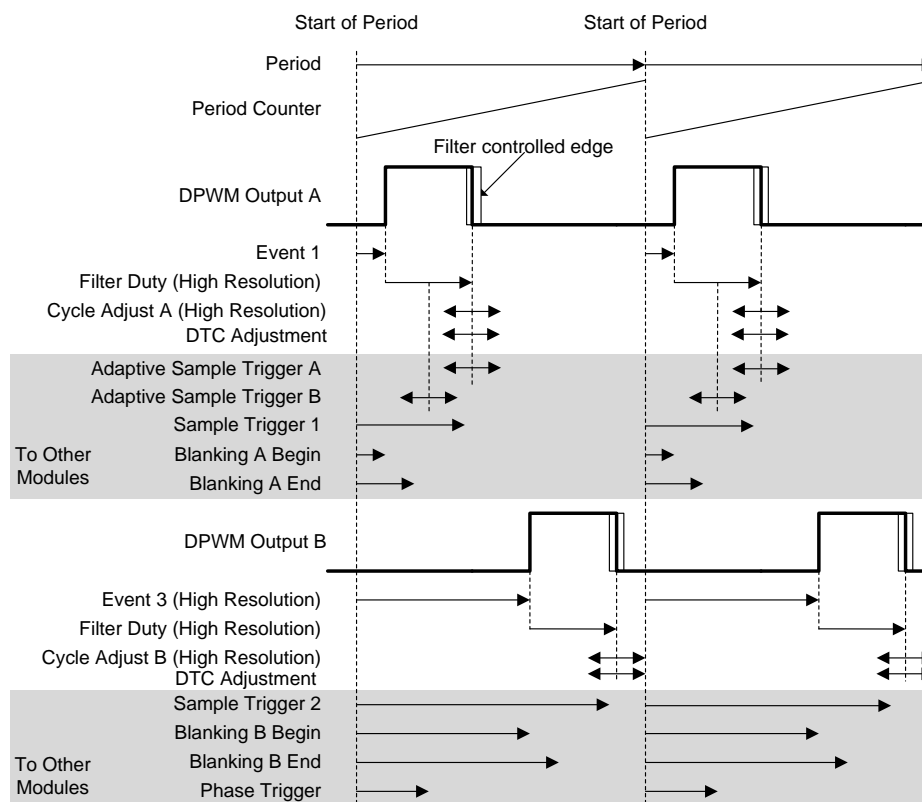 Start of Period
Start of Period
Period
Period Counter
Filter controlled edge
DPWM Output A
Event 1
Filter Duty (High Resolution)
Cycle Adjust A (High Resolution)
DTC Adjustment
Adaptive Sample Trigger A
Adaptive Sample Trigger B
Sample Trigger 1
To Other
Modules
Blanking A Begin
Blanking A End
DPWM Output B
Event 3 (High Resolution)
Filter Duty (High Resolution)
Cycle Adjust B (High Resolution)
DTC Adjustment
Sample Trigger 2
Blanking B Begin
Blanking B End
To Other
Modules
Phase Trigger